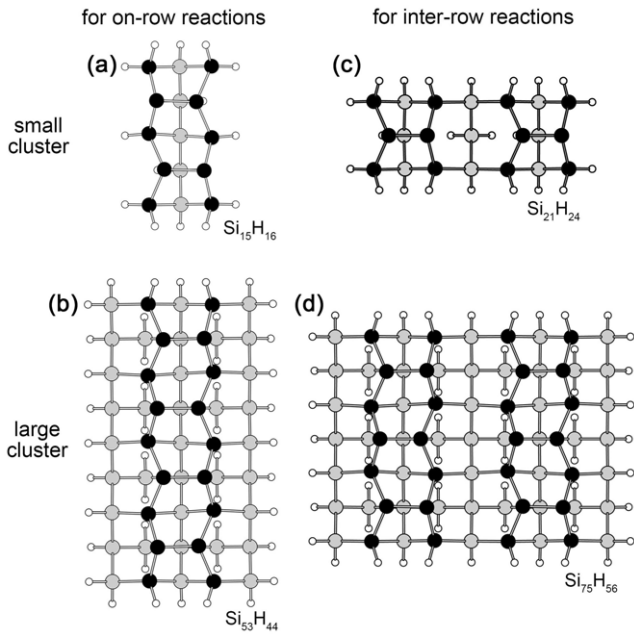 for on-row reactions
for inter-row reactions
(a)
(c)
small
cluster
Si₁₅H₁₆
Si₂₁H₂₄
(b)
(d)
large
cluster
Si₅₃H₄₄
Si₇₅H₅₆